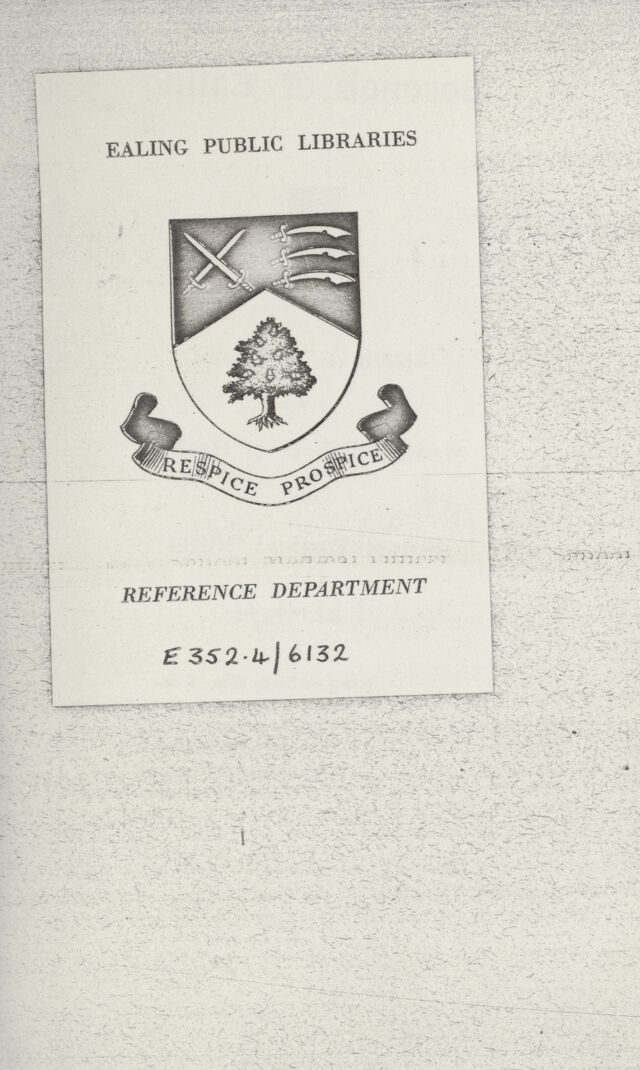 EALING PUBLIC LIBRARIES
RESPICE PROSPICE
REFERENCE DEPARTMENT
E 352.4/6132